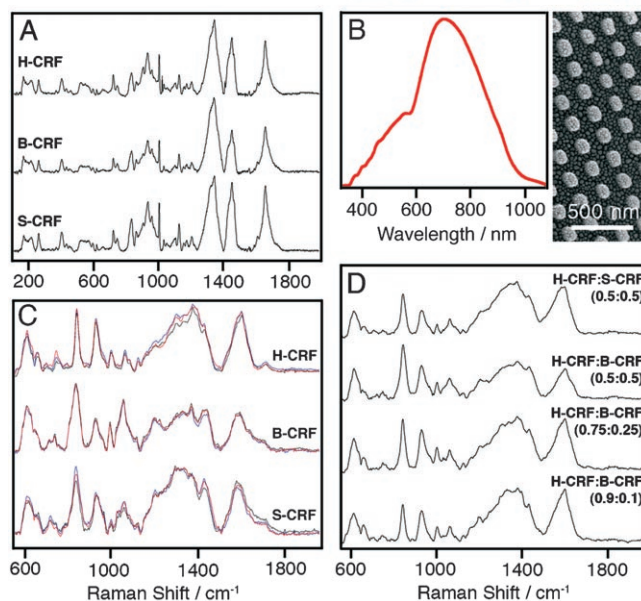 A
H-CRF
B-CRF
S-CRF
200 600 1000 1400 1800
B
400 600 800 1000
Wavelength / nm
500 nm
C
H-CRF
B-CRF
S-CRF
600 1000 1400 1800
Raman Shift / cm⁻¹
D
H-CRF:S-CRF
(0.5:0.5)
H-CRF:B-CRF
(0.5:0.5)
H-CRF:B-CRF
(0.75:0.25)
H-CRF:B-CRF
(0.9:0.1)
600 1000 1400 1800
Raman Shift / cm⁻¹